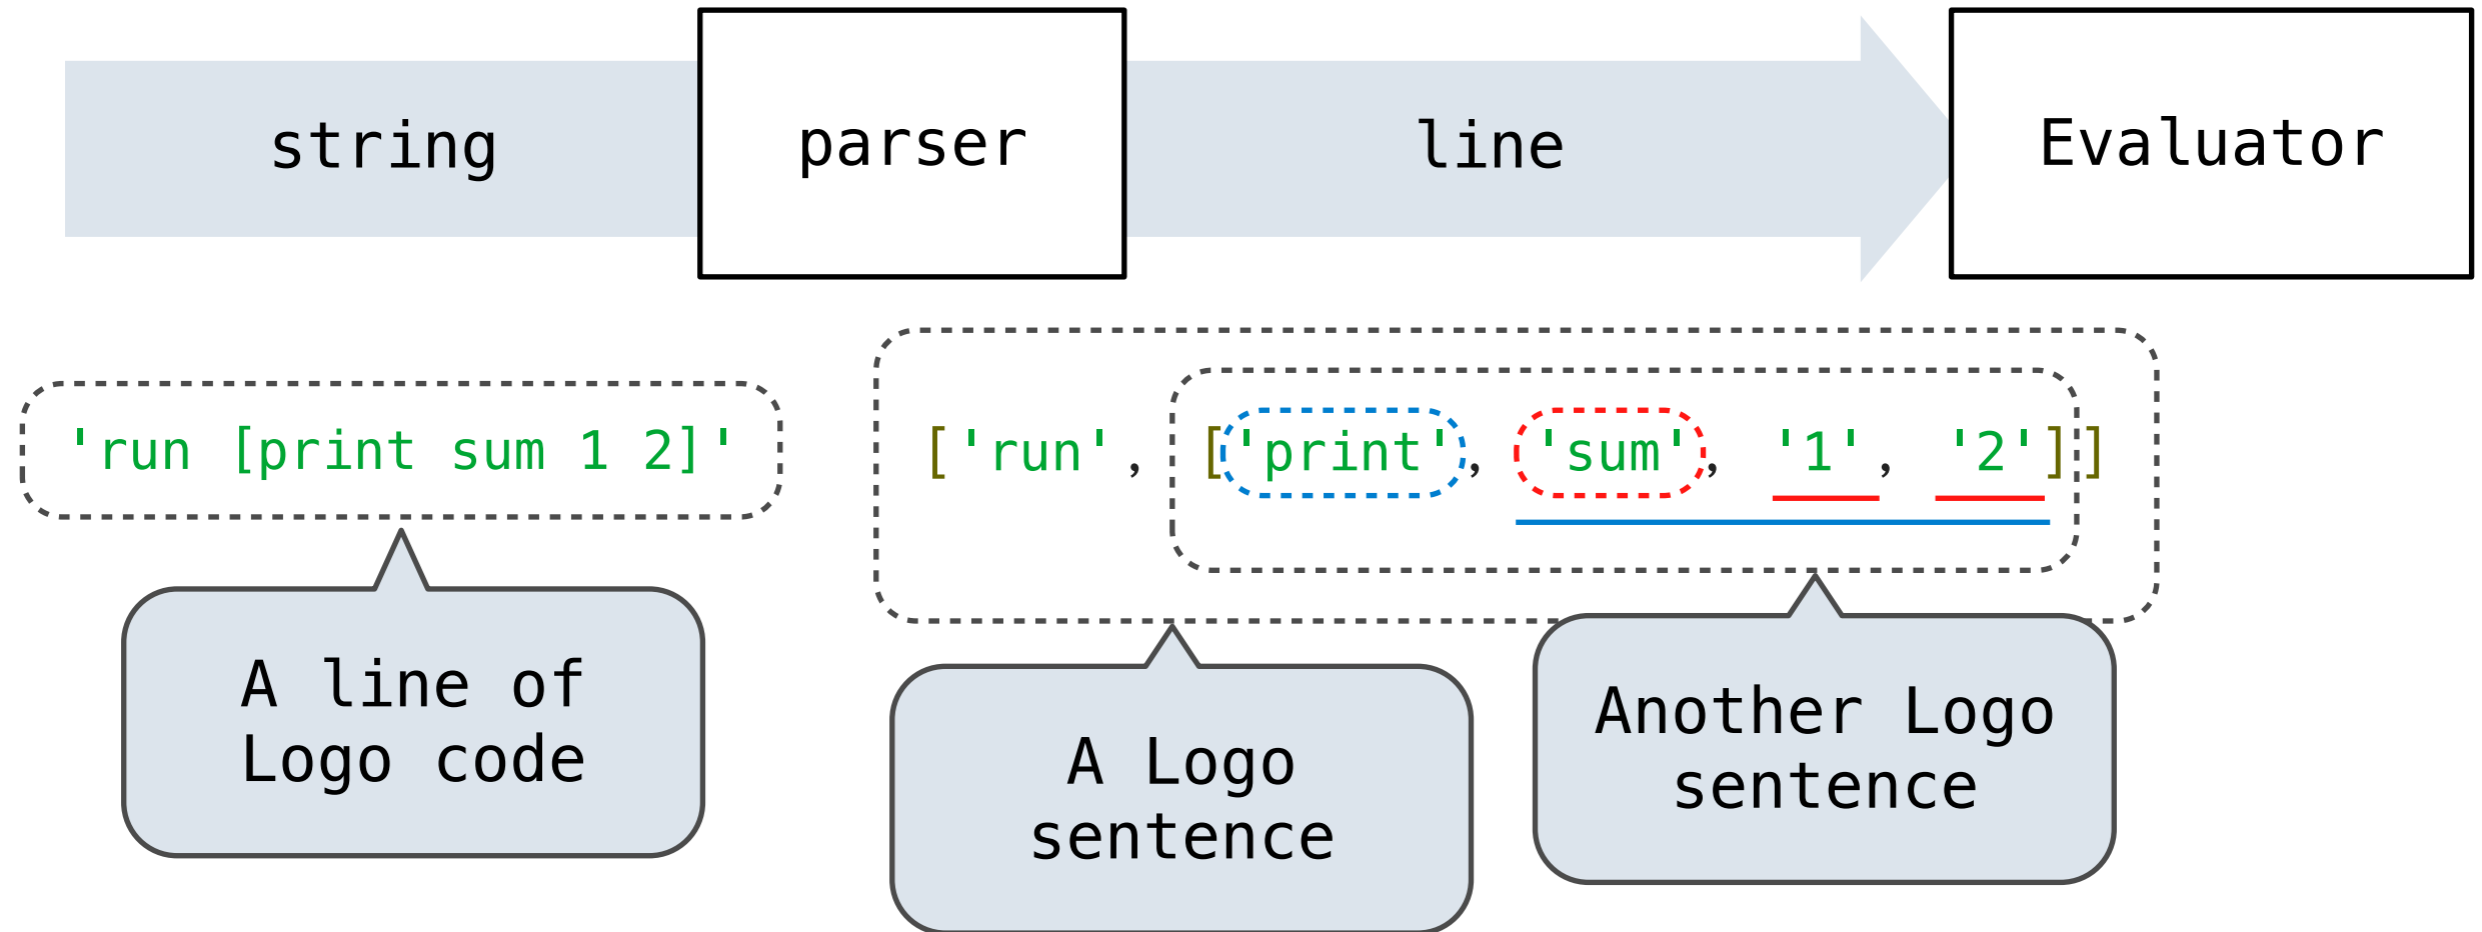 string
parser
line
Evaluator
'run [print sum 1 2]'
['run', ['print', 'sum', '1', '2']]
A line of
Logo code
A Logo
sentence
Another Logo
sentence